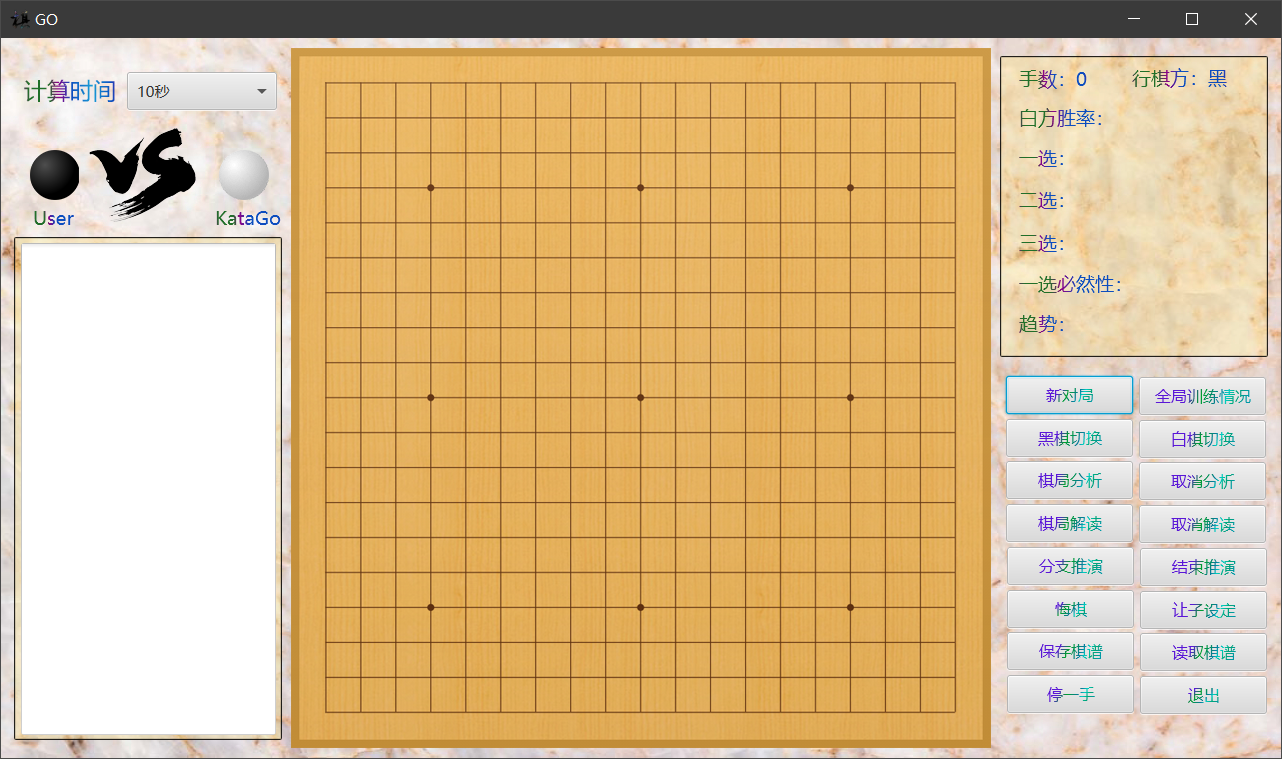 GO
计算时间 10秒
VS
User KataGo
手数：0 行棋方：黑
白方胜率：
一选：
二选：
三选：
一选必然性：
趋势：
新对局 全局训练情况
黑棋切换 白棋切换
棋局分析 取消分析
棋局解读 取消解读
分支推演 结束推演
悔棋 让子设定
保存棋谱 读取棋谱
停一手 退出